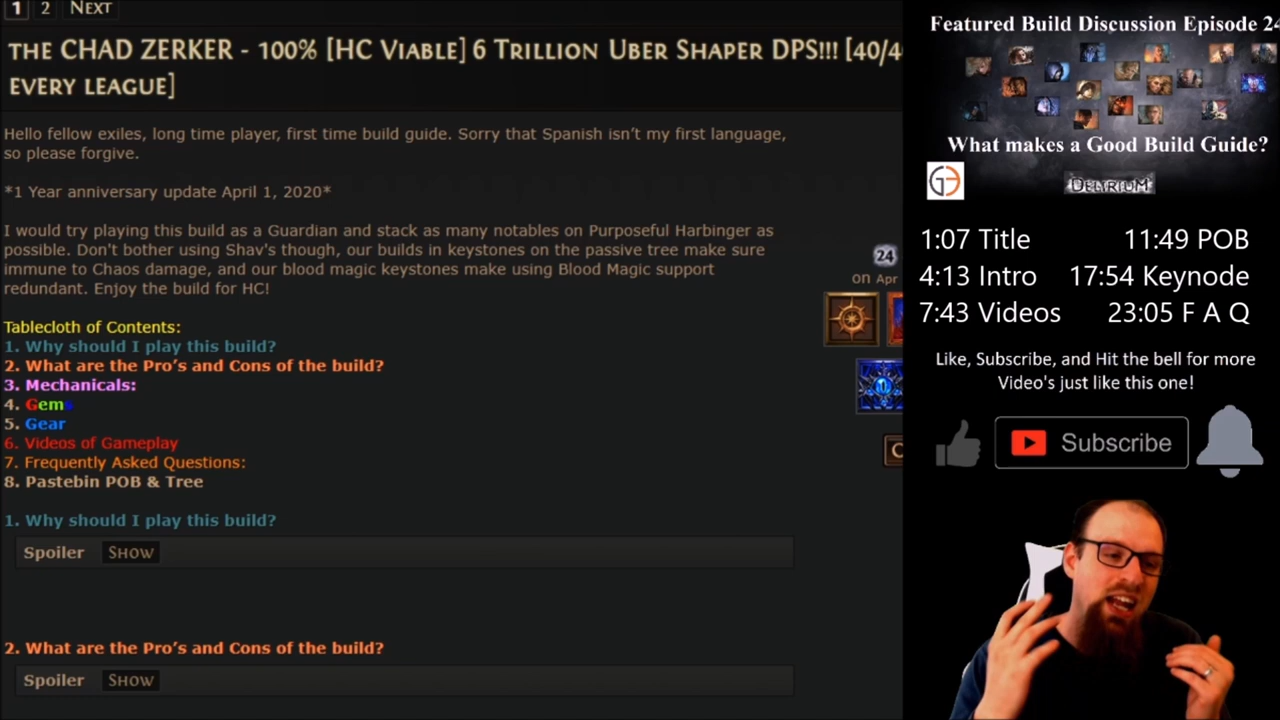 1 2 NEXT
THE CHAD ZERKER - 100% [HC VIABLE] 6 TRILLION UBER SHAPER DPS!!! [40/4
EVERY LEAGUE]
Hello fellow exiles, long time player, first time build guide. Sorry that Spanish isn't my first language,
so please forgive.
*1 Year anniversary update April 1, 2020*
I would try playing this build as a Guardian and stack as many notables on Purposeful Harbinger as
possible. Don't bother using Shav's though, our builds in keystones on the passive tree make sure
immune to Chaos damage, and our blood magic keystones make using Blood Magic support
redundant. Enjoy the build for HC!
Tablecloth of Contents:
1. Why should I play this build?
2. What are the Pro's and Cons of the build?
3. Mechanicals:
4. Gems
5. Gear
6. Videos of Gameplay
7. Frequently Asked Questions:
8. Pastebin POB & Tree
1. Why should I play this build?
Spoiler SHOW
2. What are the Pro's and Cons of the build?
Spoiler SHOW
24
on Apr
Featured Build Discussion Episode 24
What makes a Good Build Guide?
DELIRIUM
1:07 Title 11:49 POB
4:13 Intro 17:54 Keynode
7:43 Videos 23:05 F A Q
Like, Subscribe, and Hit the bell for more
Video's just like this one!
Subscribe